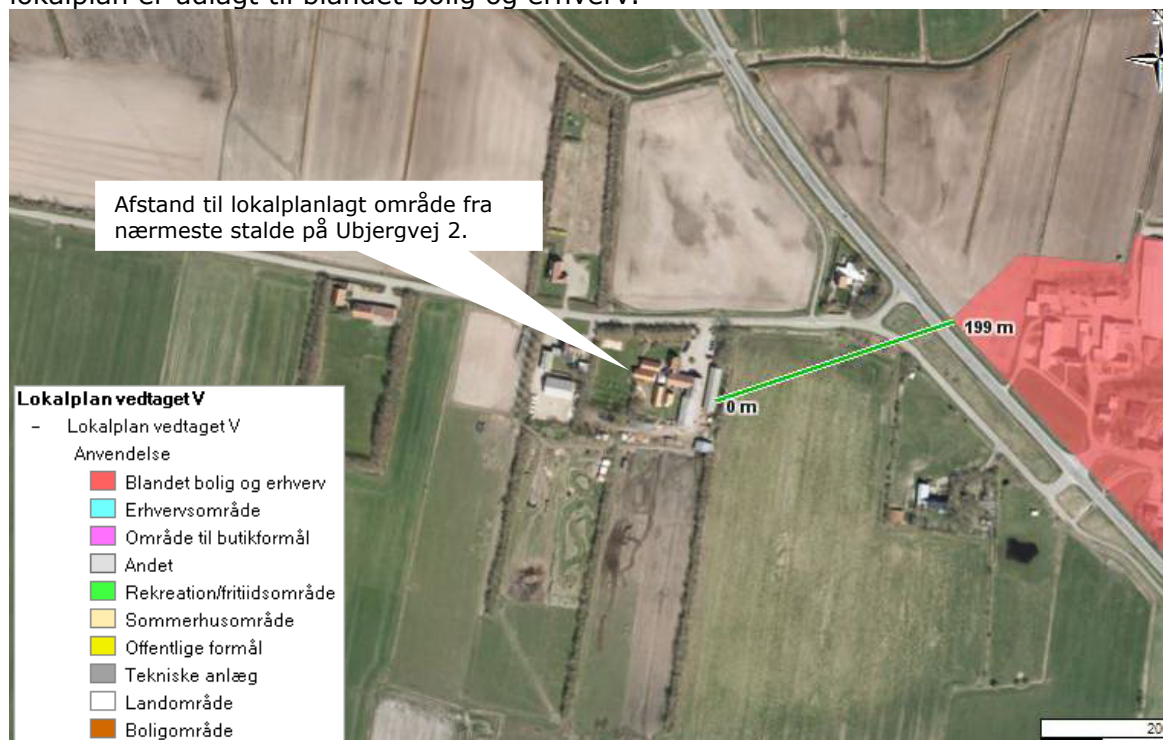 lokalplan er udlagt til blandet bolig og erhverv.
Afstand til lokalplanlagt område fra
nærmeste stalde på Ubjergvej 2.
199 m
0 m
Lokalplan vedtaget V
- Lokalplan vedtaget V
Anvendelse
Blandet bolig og erhverv
Erhvervsområde
Område til butikformål
Andet
Rekreation/fritiidsområde
Sommerhusområde
Offentlige formål
Tekniske anlæg
Landområde
Boligområde